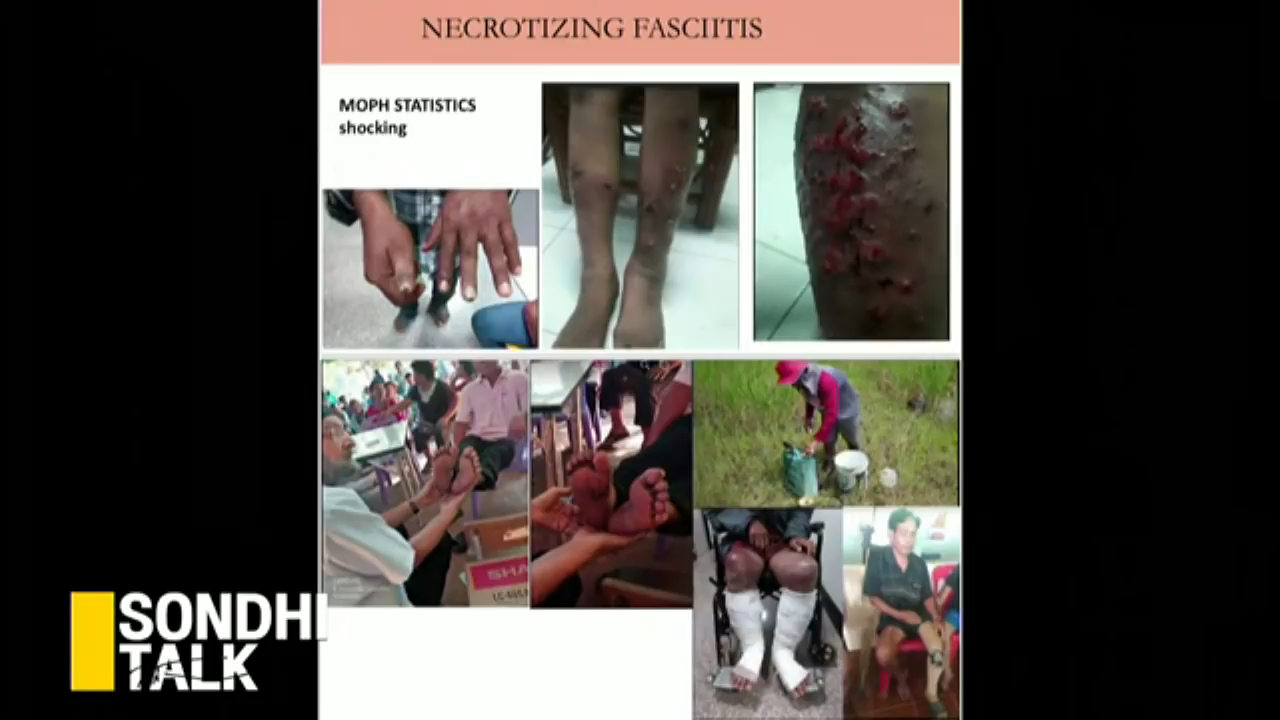 NECROTIZING FASCIITIS
MOPH STATISTICS
shocking
SONDHI
TALK